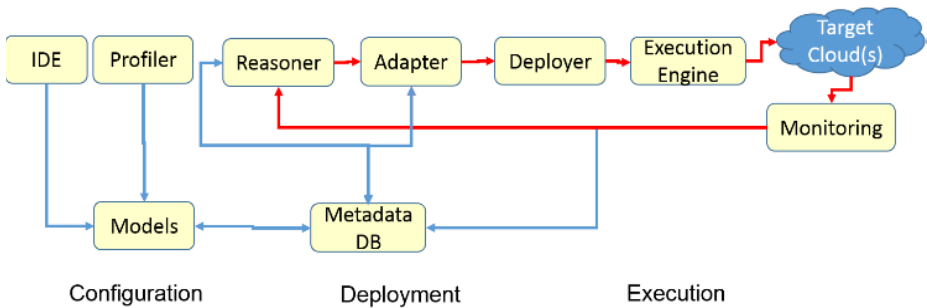 IDE
Profiler
Reasoner
Adapter
Deployer
Execution
Engine
Target
Cloud(s)
Monitoring
Models
Metadata
DB
Configuration
Deployment
Execution